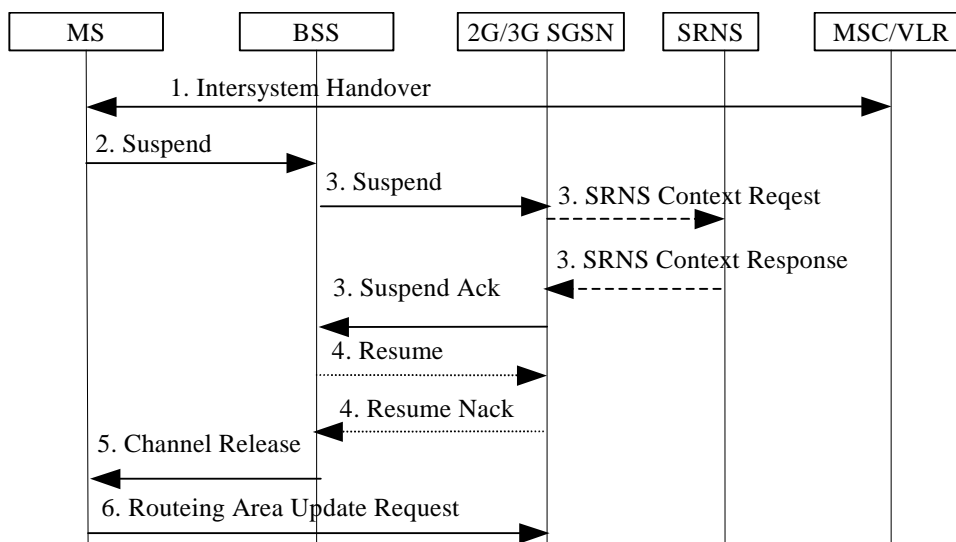 MS
BSS
2G/3G SGSN
SRNS
MSC/VLR
1. Intersystem Handover
2. Suspend
3. Suspend
3. SRNS Context Reqest
3. SRNS Context Response
3. Suspend Ack
4. Resume
4. Resume Nack
5. Channel Release
6. Routeing Area Update Request